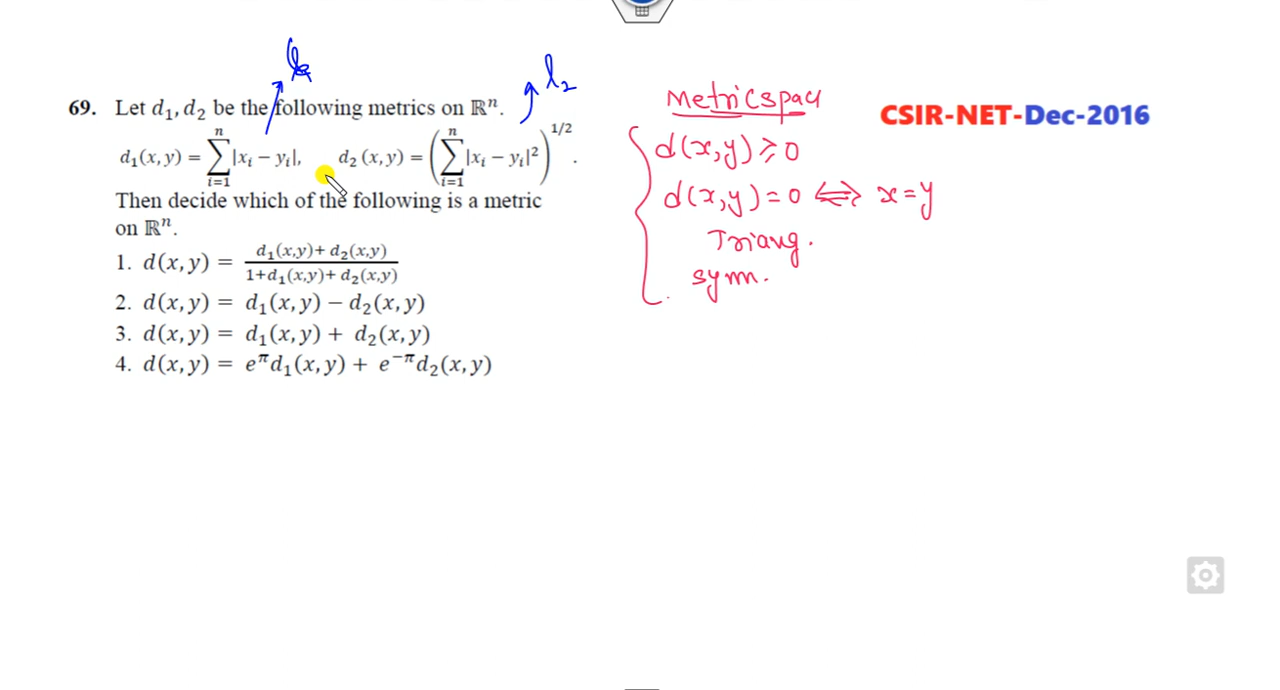 l₂
69. Let d₁, d₂ be the following metrics on ℝⁿ.
d₁(x,y) = ∑ᵢ₌₁ⁿ |xᵢ − yᵢ|, d₂(x,y) = (∑ᵢ₌₁ⁿ |xᵢ − yᵢ|²)^1/2.
Then decide which of the following is a metric
on ℝⁿ.
1. d(x,y) = (d₁(x,y)+ d₂(x,y))/(1+d₁(x,y)+ d₂(x,y))
2. d(x,y) = d₁(x,y) − d₂(x,y)
3. d(x,y) = d₁(x,y) + d₂(x,y)
4. d(x,y) = e^π d₁(x,y) + e^−π d₂(x,y)
Metricspac
d(x,y) ≥ 0
d(x,y) = 0 ⟺ x=y
Triang.
symm.
CSIR-NET-Dec-2016